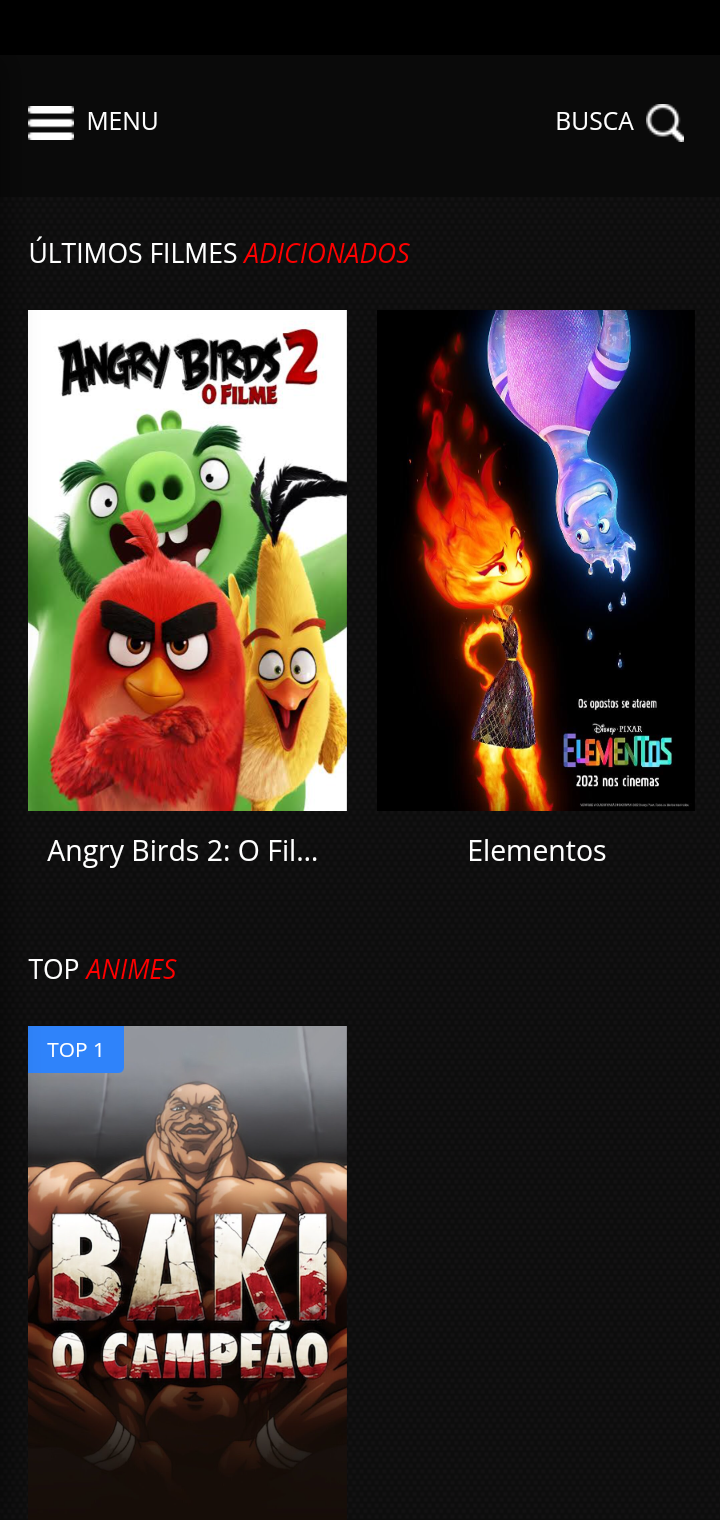 MENU
BUSCA
ÚLTIMOS FILMES ADICIONADOS
ANGRY BIRDS 2
O FILME
Os opostos se atraem
Disney · PIXAR
ELEMENTOS
2023 nos cinemas
Angry Birds 2: O Fil...
Elementos
TOP ANIMES
TOP 1
BAKI
O CAMPEÃO